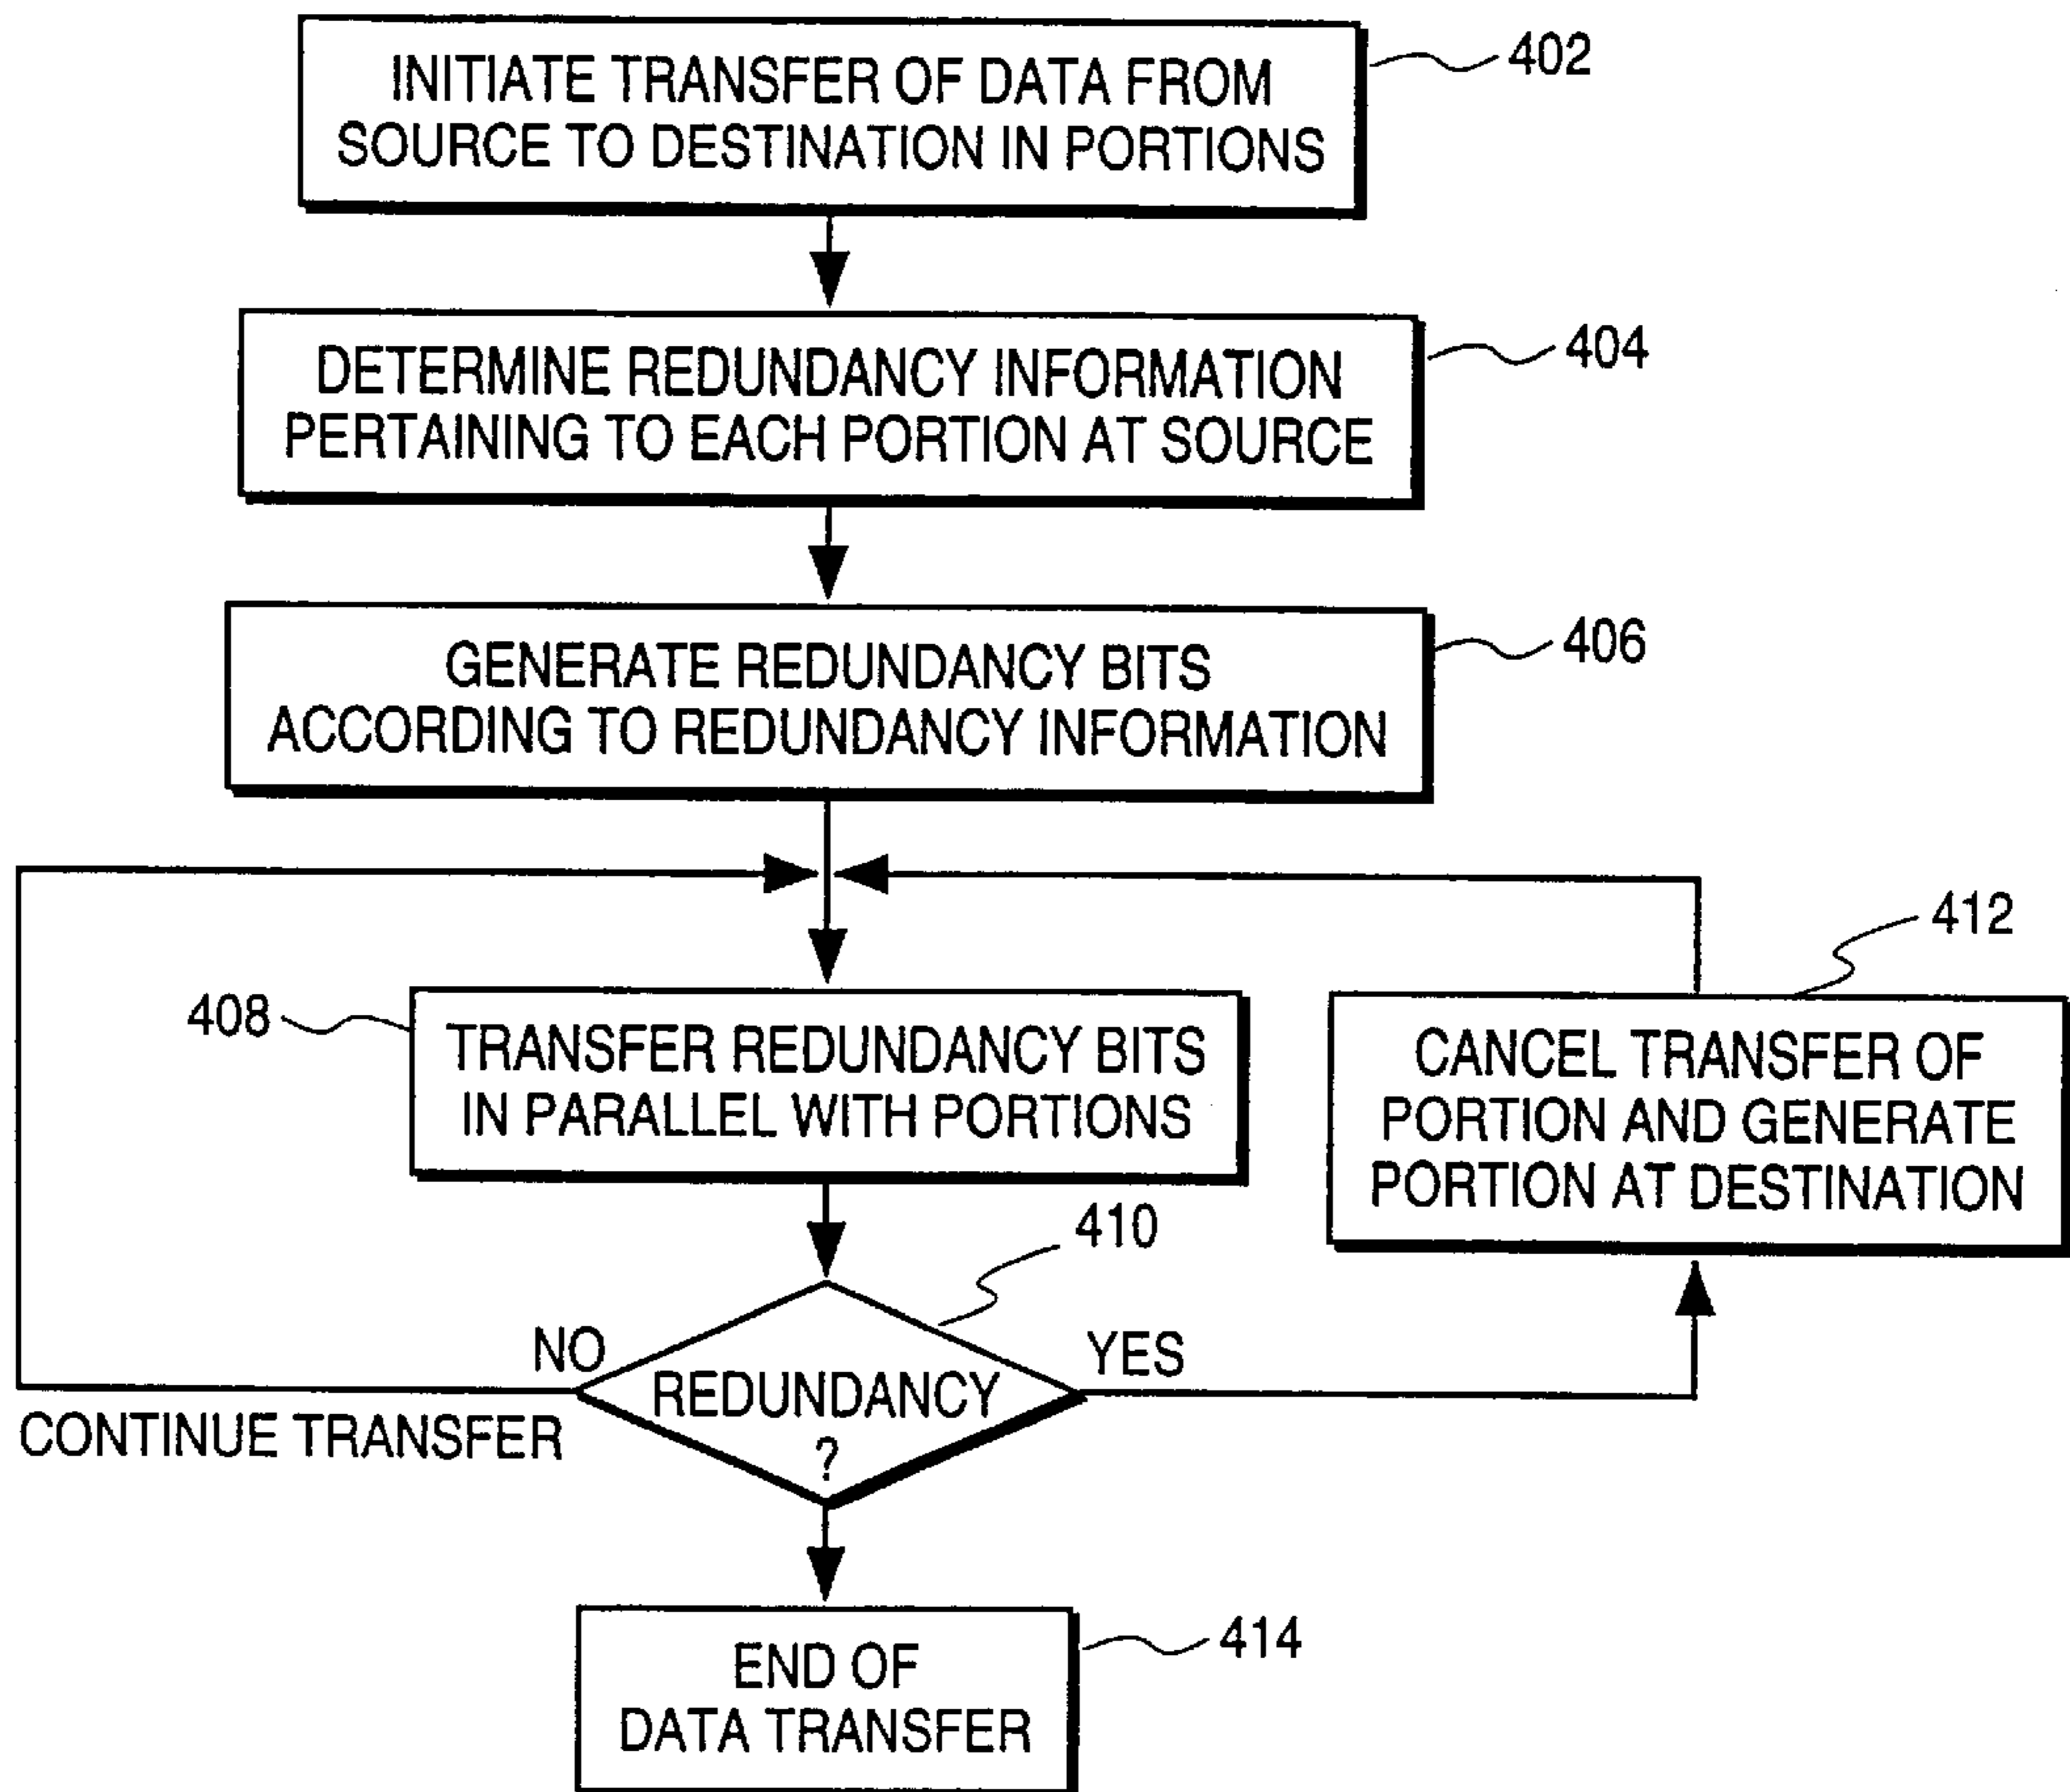 INITIATE TRANSFER OF DATA FROM
SOURCE TO DESTINATION IN PORTIONS
402
DETERMINE REDUNDANCY INFORMATION
PERTAINING TO EACH PORTION AT SOURCE
404
GENERATE REDUNDANCY BITS
ACCORDING TO REDUNDANCY INFORMATION
406
408
TRANSFER REDUNDANCY BITS
IN PARALLEL WITH PORTIONS
412
CANCEL TRANSFER OF
PORTION AND GENERATE
PORTION AT DESTINATION
410
NO
CONTINUE TRANSFER
REDUNDANCY
?
YES
END OF
DATA TRANSFER
414